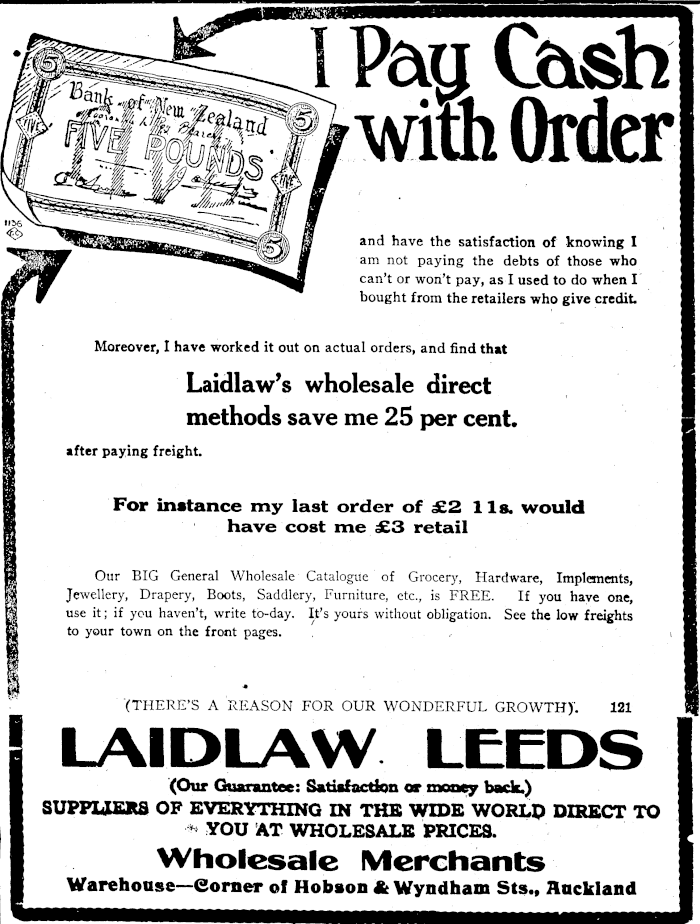 I Pay Cash
with Order
5
5
Bank of New Zealand
FIVE POUNDS
FIVE
FIVE
5
1136
and have the satisfaction of knowing I
am not paying the debts of those who
can't or won't pay, as I used to do when I
bought from the retailers who give credit.
Moreover, I have worked it out on actual orders, and find that
Laidlaw's wholesale direct
methods save me 25 per cent.
after paying freight.
For instance my last order of £2 11s. would
have cost me £3 retail
Our BIG General Wholesale Catalogue of Grocery, Hardware, Implements,
Jewellery, Drapery, Boots, Saddlery, Furniture, etc., is FREE. If you have one,
use it; if you haven't, write to-day. It's yours without obligation. See the low freights
to your town on the front pages.
(THERE'S A REASON FOR OUR WONDERFUL GROWTH). 121
LAIDLAW LEEDS
(Our Guarantee: Satisfaction or money back.)
SUPPLIERS OF EVERYTHING IN THE WIDE WORLD DIRECT TO
YOU AT WHOLESALE PRICES.
Wholesale Merchants
Warehouse—Corner of Hobson & Wyndham Sts., Auckland